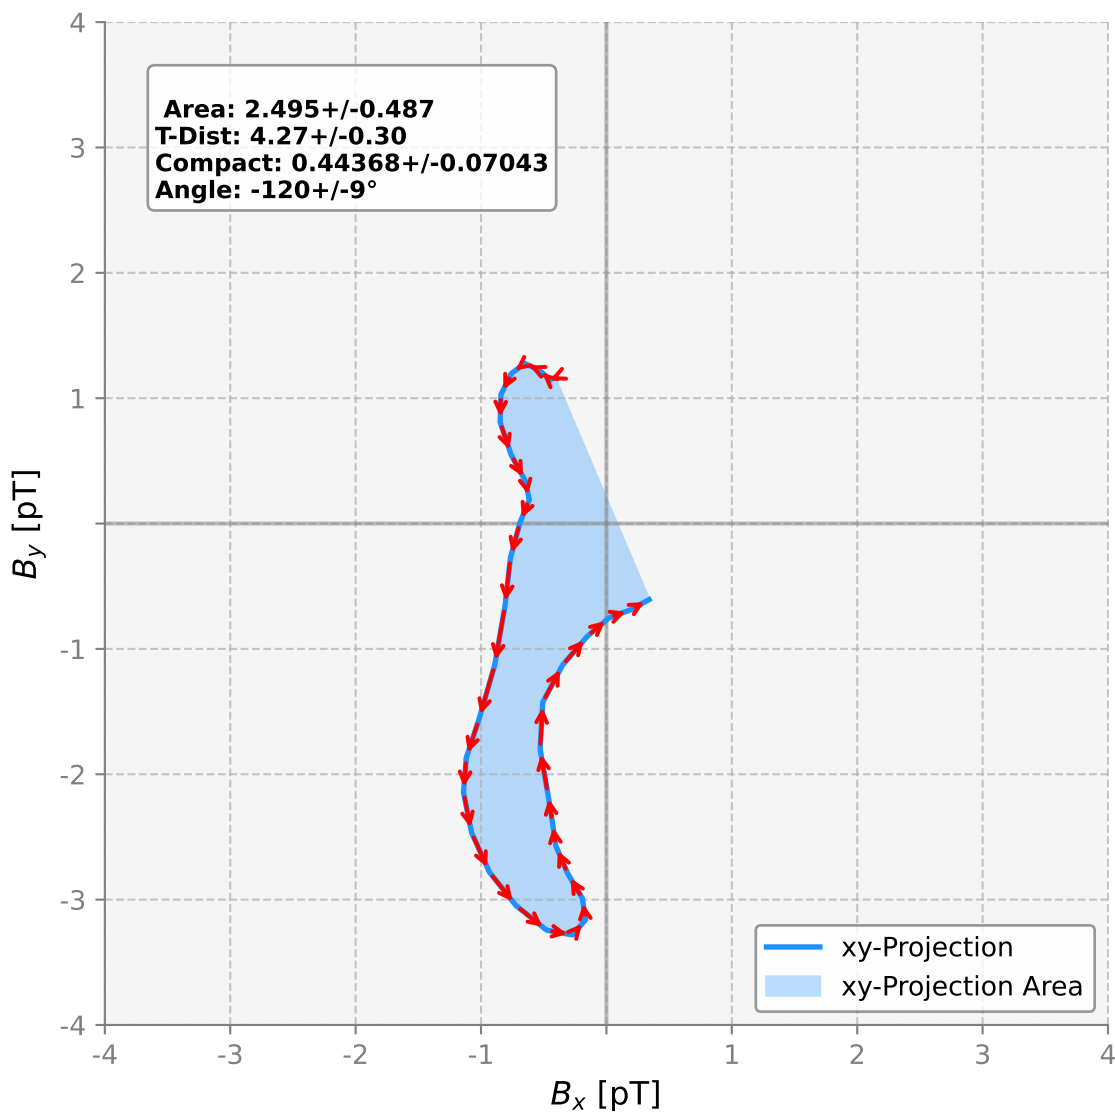 4
3
2
1
-1
-2
-3
-4
B_y [pT]
Area: 2.495+/-0.487
T-Dist: 4.27+/-0.30
Compact: 0.44368+/-0.07043
Angle: -120+/-9°
xy-Projection
xy-Projection Area
-4 -3 -2 -1 1 2 3 4
B_x [pT]